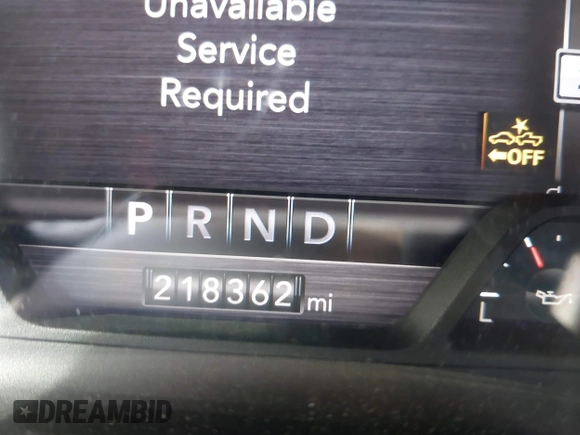 Unavailable
Service
Required
←OFF
P R N D
218362 mi
L
DREAMBID